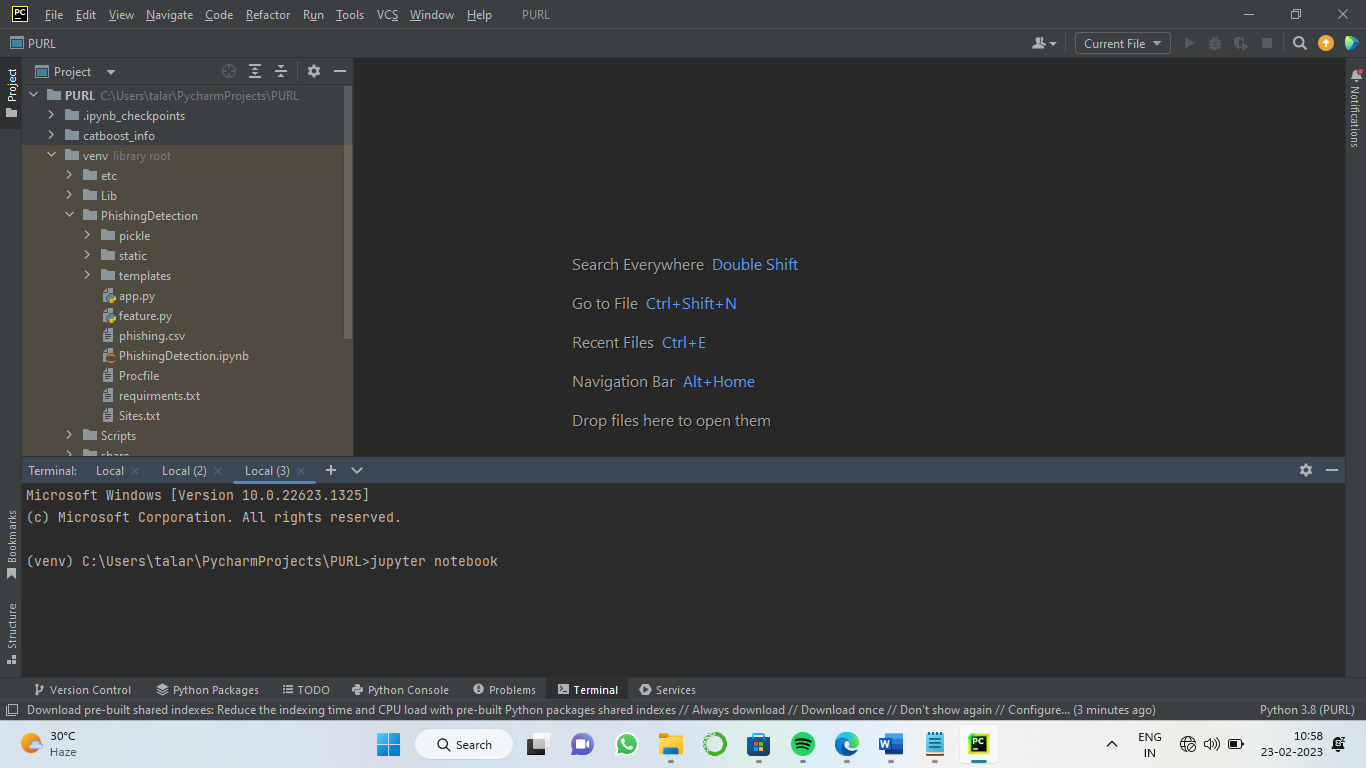 PC File Edit View Navigate Code Refactor Run Tools VCS Window Help PURL
PURL Current File
Project
Project
PURL C:\Users\talar\PycharmProjects\PURL
.ipynb_checkpoints
catboost_info
venv library root
etc
Lib
PhishingDetection
pickle
static
templates
app.py
feature.py
phishing.csv
PhishingDetection.ipynb
Procfile
requirments.txt
Sites.txt
Scripts
share
Search Everywhere Double Shift
Go to File Ctrl+Shift+N
Recent Files Ctrl+E
Navigation Bar Alt+Home
Drop files here to open them
Notifications
Terminal: Local Local (2) Local (3)
Microsoft Windows [Version 10.0.22623.1325]
(c) Microsoft Corporation. All rights reserved.
(venv) C:\Users\talar\PycharmProjects\PURL>jupyter notebook
Bookmarks
Structure
Version Control Python Packages TODO Python Console Problems Terminal Services
Download pre-built shared indexes: Reduce the indexing time and CPU load with pre-built Python packages shared indexes // Always download // Download once // Don't show again // Configure... (3 minutes ago) Python 3.8 (PURL)
30°C
Haze
Search
W
PC
ENG
IN
10:58
23-02-2023